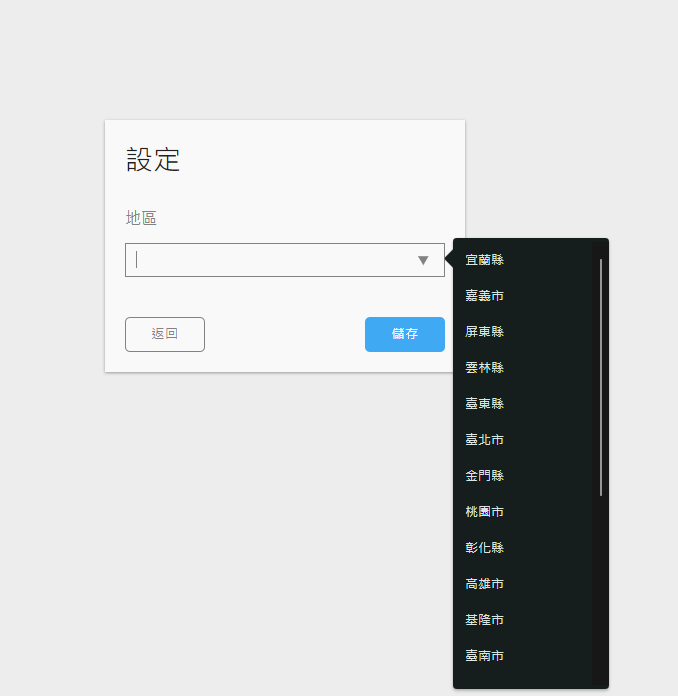 設定
地區
返回
儲存
宜蘭縣
嘉義市
屏東縣
雲林縣
臺東縣
臺北市
金門縣
桃園市
彰化縣
高雄市
基隆市
臺南市